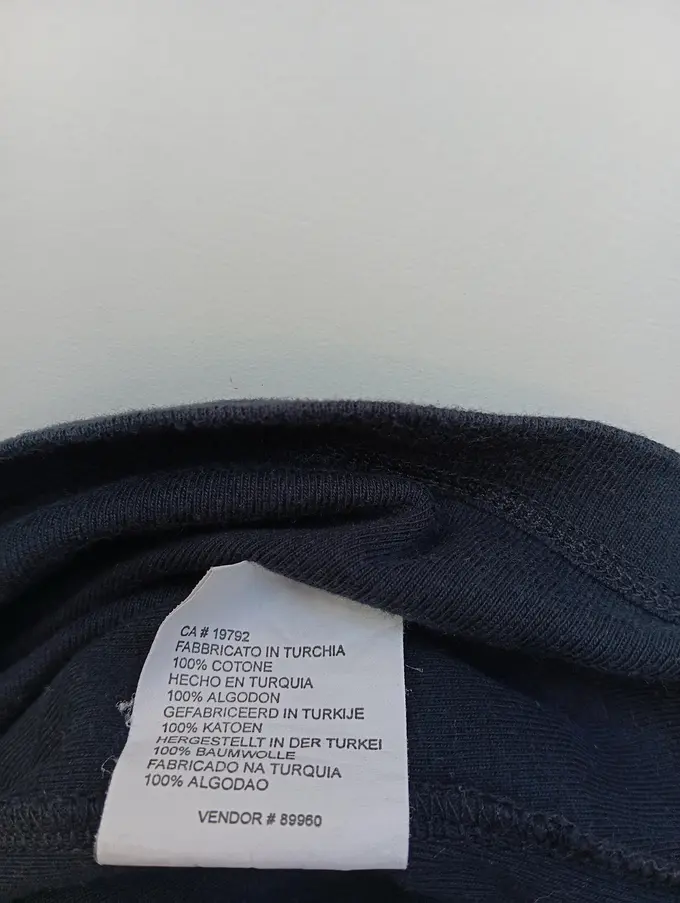 CA # 19792
FABBRICATO IN TURCHIA
100% COTONE
HECHO EN TURQUIA
100% ALGODON
GEFABRICEERD IN TURKIJE
100% KATOEN
HERGESTELLT IN DER TURKEI
100% BAUMWOLLE
FABRICADO NA TURQUIA
100% ALGODAO
VENDOR # 89960